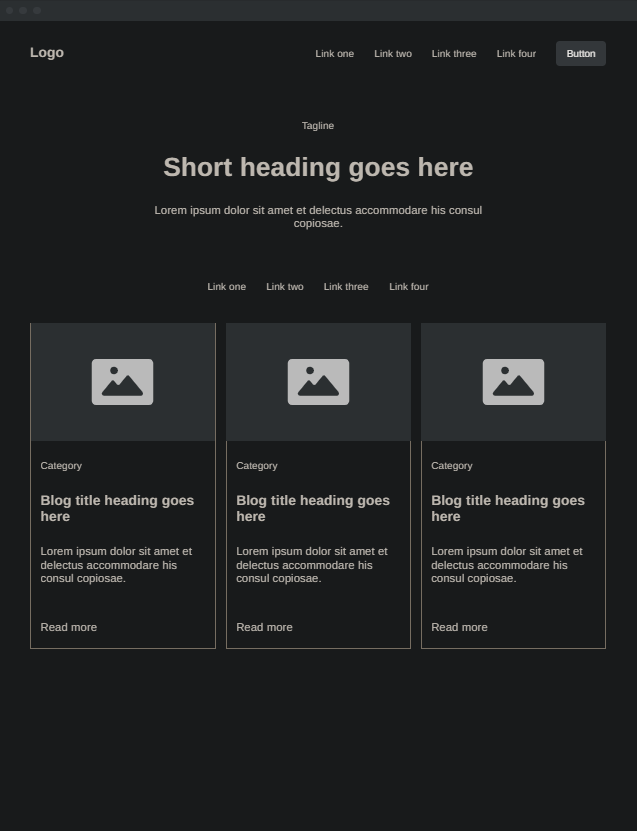 Logo
Link one Link two Link three Link four Button
Tagline
Short heading goes here
Lorem ipsum dolor sit amet et delectus accommodare his consul
copiosae.
Link one Link two Link three Link four
Category
Blog title heading goes
here
Lorem ipsum dolor sit amet et
delectus accommodare his
consul copiosae.
Read more
Category
Blog title heading goes
here
Lorem ipsum dolor sit amet et
delectus accommodare his
consul copiosae.
Read more
Category
Blog title heading goes
here
Lorem ipsum dolor sit amet et
delectus accommodare his
consul copiosae.
Read more